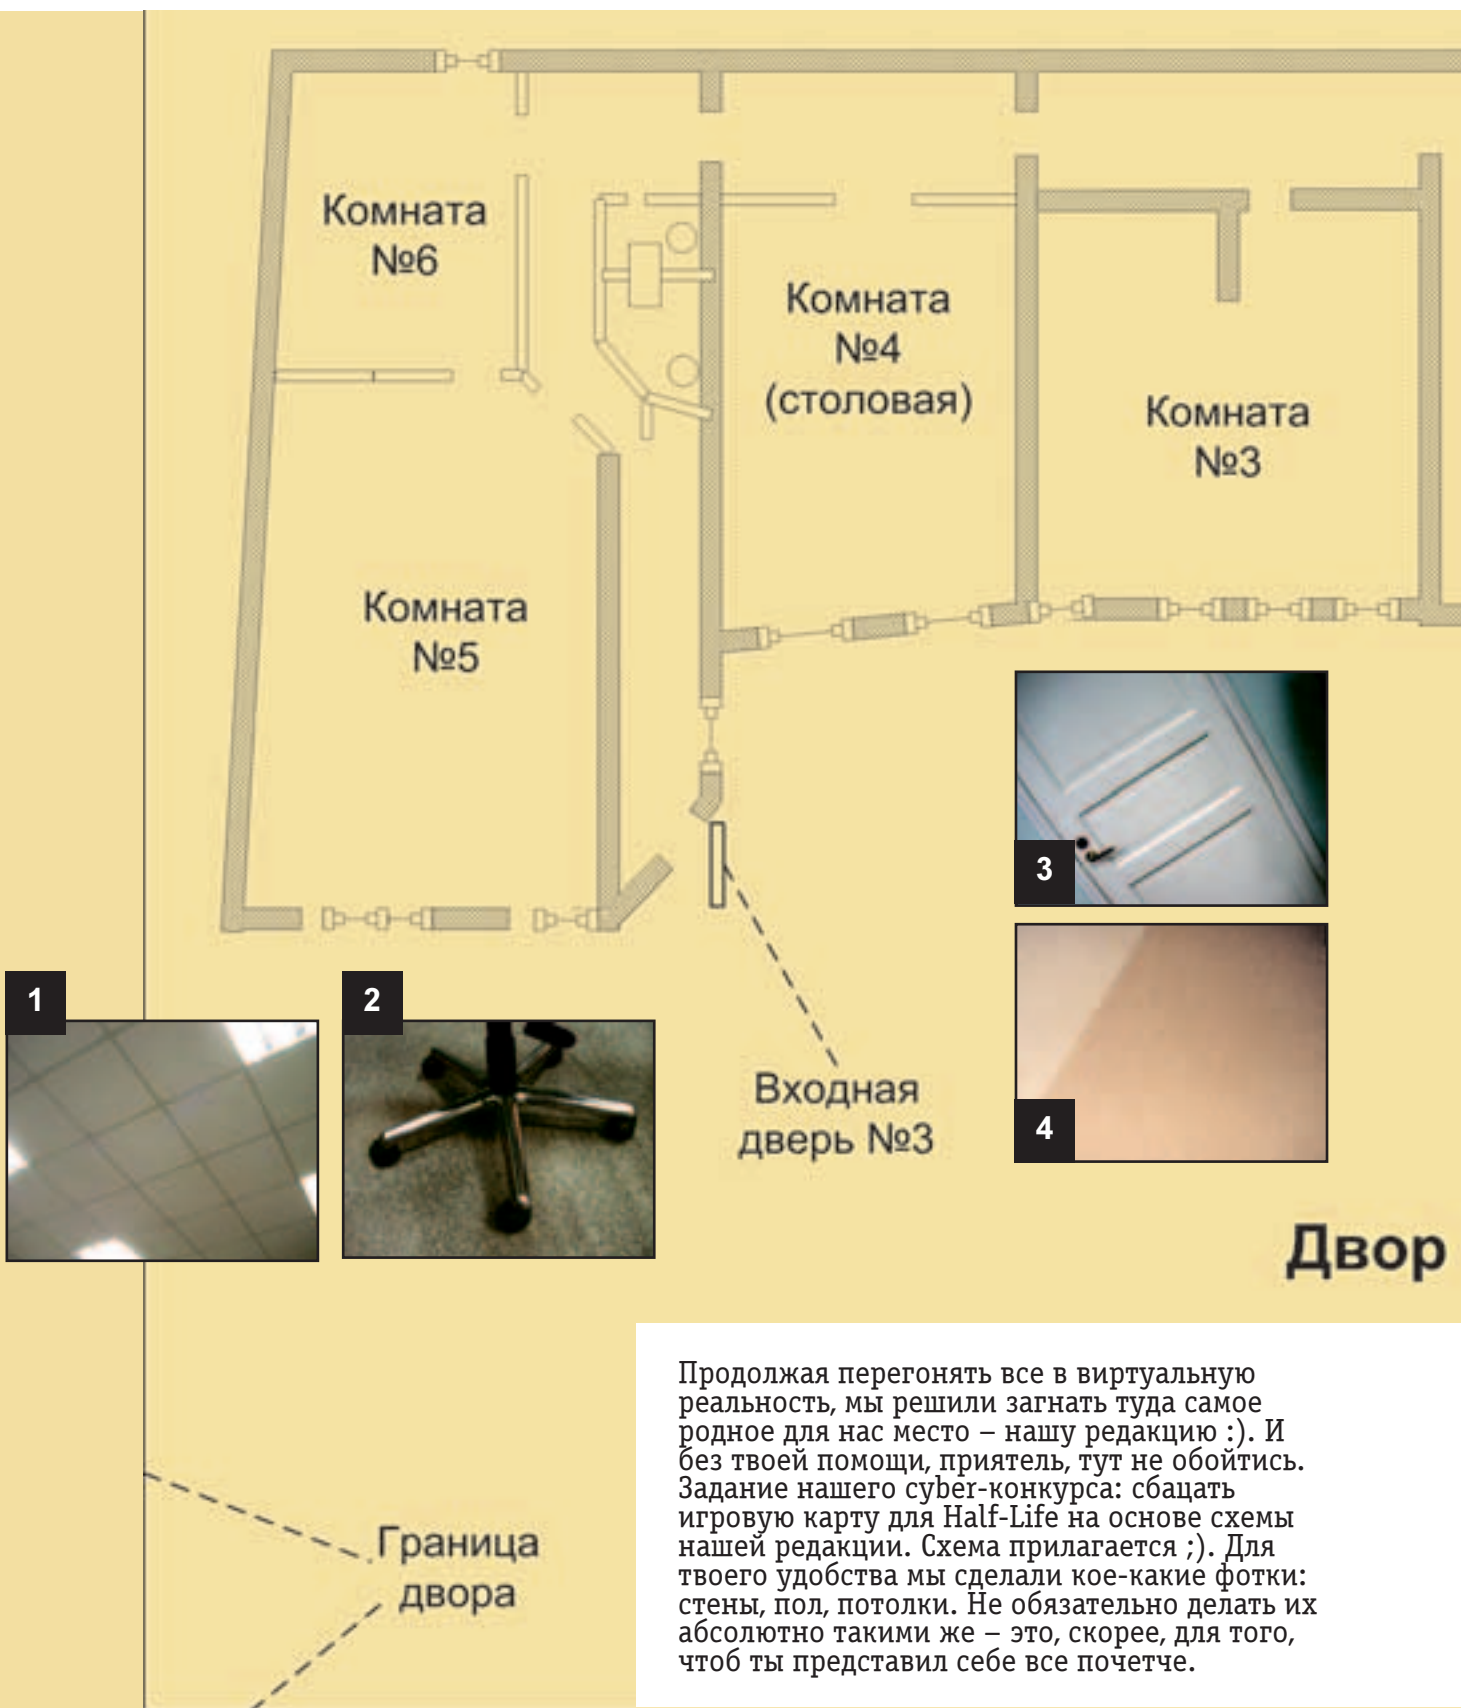 Комната
№6
Комната
№4
(столовая)
Комната
№3
Комната
№5
3
1
2
4
Входная
дверь №3
Двор
Продолжая перегонять все в виртуальную
реальность, мы решили загнать туда самое
родное для нас место – нашу редакцию :). И
без твоей помощи, приятель, тут не обойтись.
Задание нашего cyber-конкурса: сбацать
игровую карту для Half-Life на основе схемы
нашей редакции. Схема прилагается ;). Для
твоего удобства мы сделали кое-какие фотки:
стены, пол, потолки. Не обязательно делать их
абсолютно такими же – это, скорее, для того,
чтоб ты представил себе все почетче.
Граница
двора